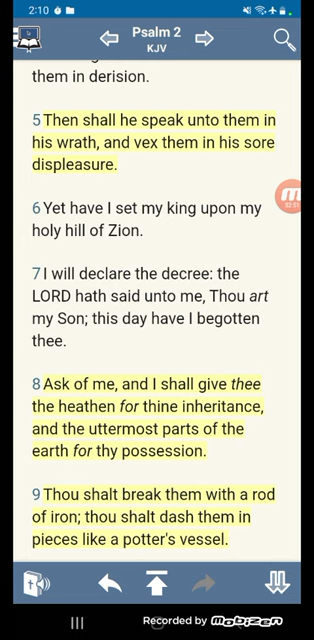 2:10
Psalm 2
KJV
them in derision.
5 Then shall he speak unto them in
his wrath, and vex them in his sore
displeasure.
6 Yet have I set my king upon my
holy hill of Zion.
7 I will declare the decree: the
LORD hath said unto me, Thou art
my Son; this day have I begotten
thee.
8 Ask of me, and I shall give thee
the heathen for thine inheritance,
and the uttermost parts of the
earth for thy possession.
9 Thou shalt break them with a rod
of iron; thou shalt dash them in
pieces like a potter's vessel.
Recorded by Mobizen